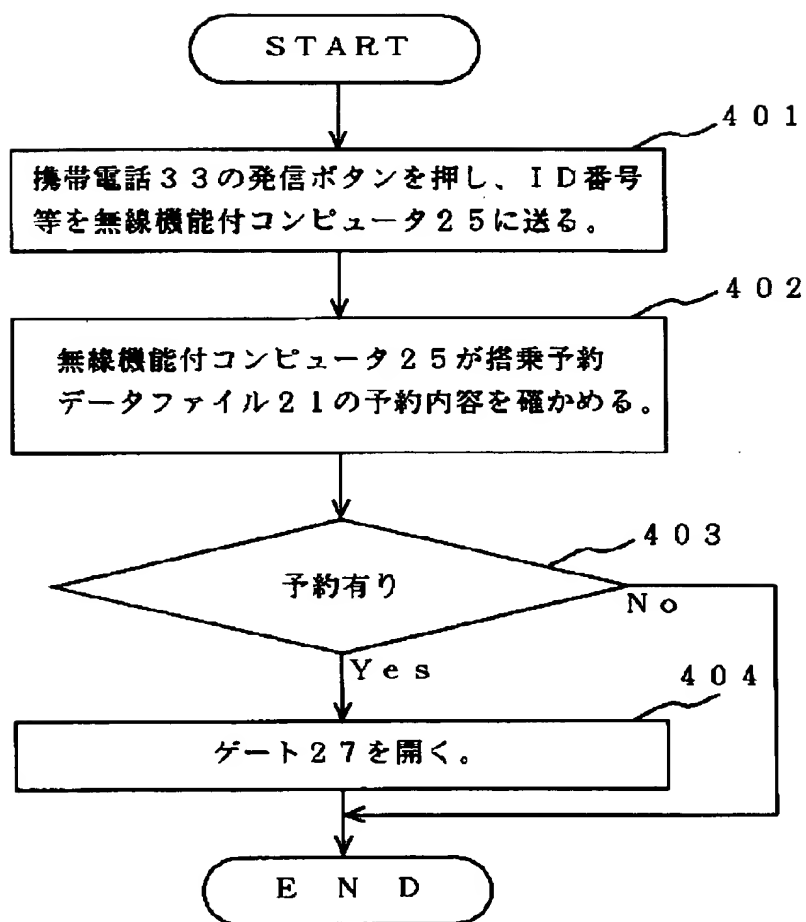 START
401
携帯電話33の発信ボタンを押し、ID番号
等を無線機能付コンピュータ25に送る。
402
無線機能付コンピュータ25が搭乗予約
データファイル21の予約内容を確かめる。
403
予約有り
No
Yes
404
ゲート27を開く。
END